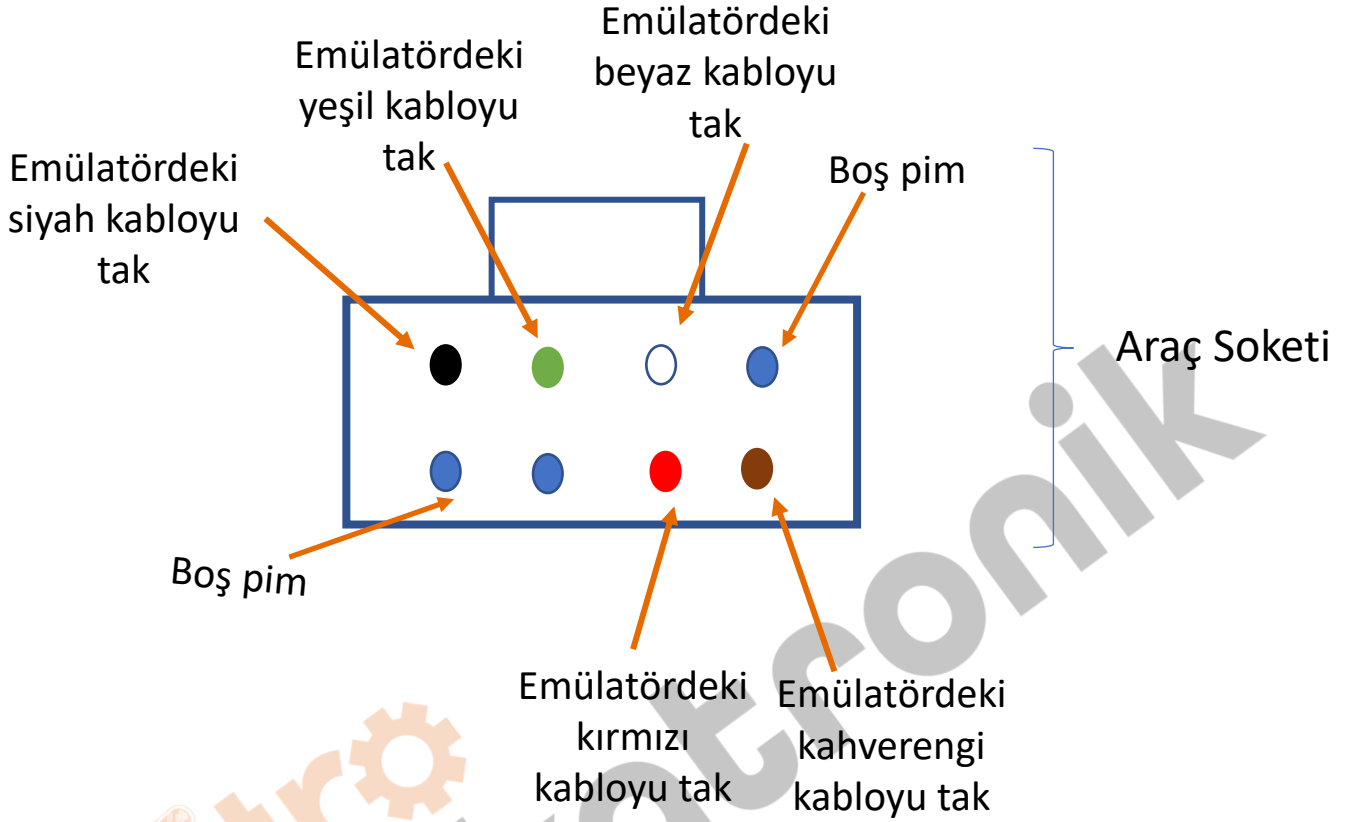 Emülatördeki
siyah kabloyu
tak
Emülatördeki
yeşil kabloyu
tak
Emülatördeki
beyaz kabloyu
tak
Boş pim
Araç Soketi
Boş pim
Emülatördeki
kırmızı
kabloyu tak
Emülatördeki
kahverengi
kabloyu tak